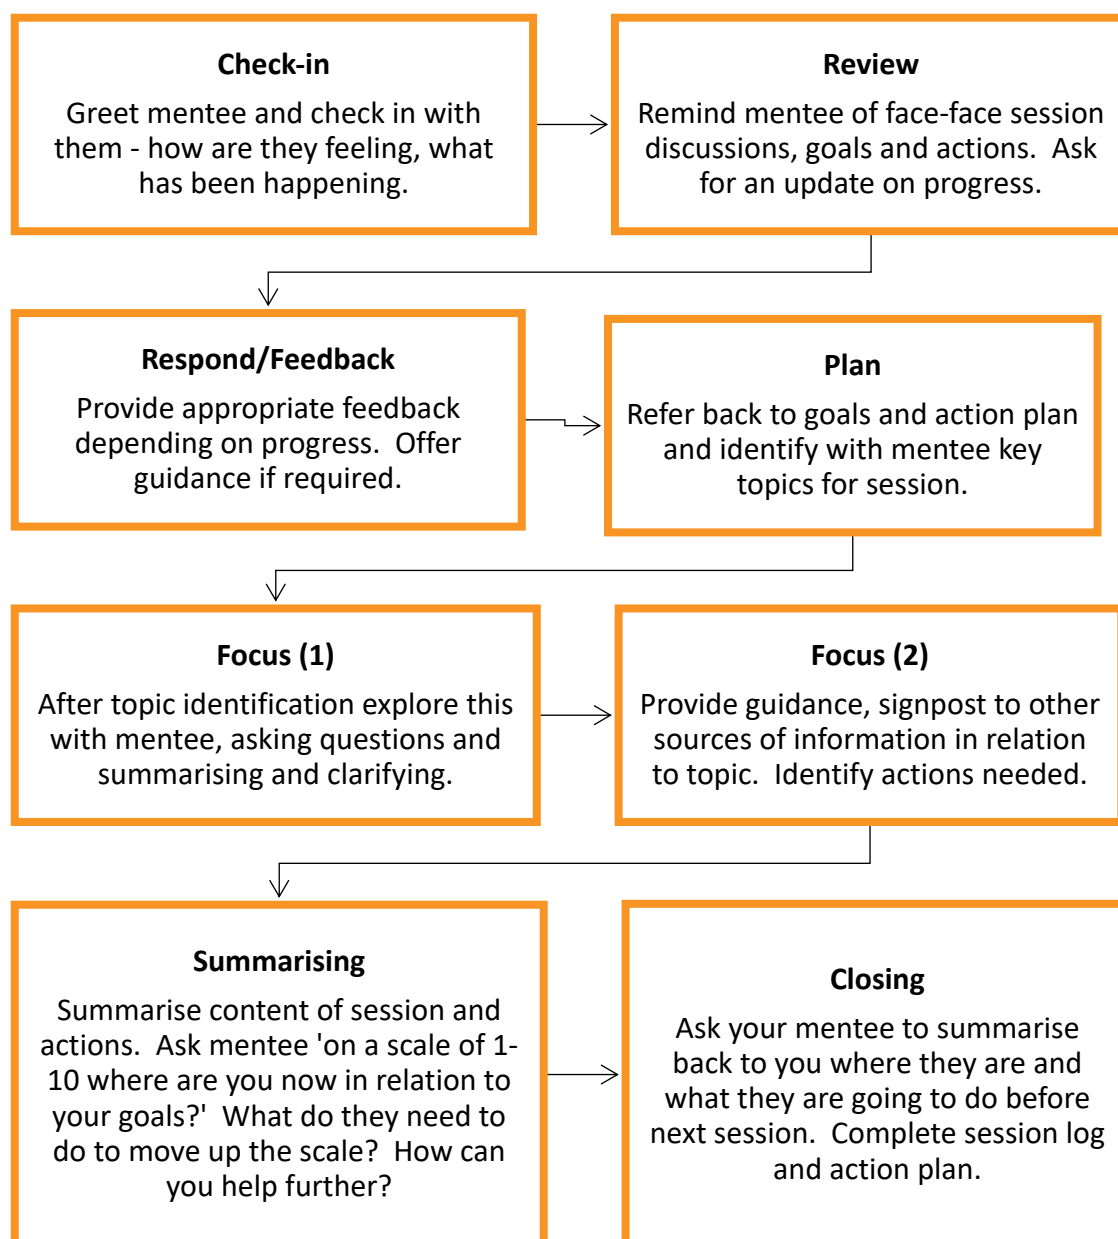 Check-in
Greet mentee and check in with
them - how are they feeling, what
has been happening.
Review
Remind mentee of face-face session
discussions, goals and actions.  Ask
for an update on progress.
Respond/Feedback
Provide appropriate feedback
depending on progress.  Offer
guidance if required.
Plan
Refer back to goals and action plan
and identify with mentee key
topics for session.
Focus (1)
After topic identification explore this
with mentee, asking questions and
summarising and clarifying.
Focus (2)
Provide guidance, signpost to other
sources of information in relation
to topic.  Identify actions needed.
Summarising
Summarise content of session and
actions.  Ask mentee 'on a scale of 1-
10 where are you now in relation to
your goals?'  What do they need to
do to move up the scale?  How can
you help further?
Closing
Ask your mentee to summarise
back to you where they are and
what they are going to do before
next session.  Complete session log
and action plan.